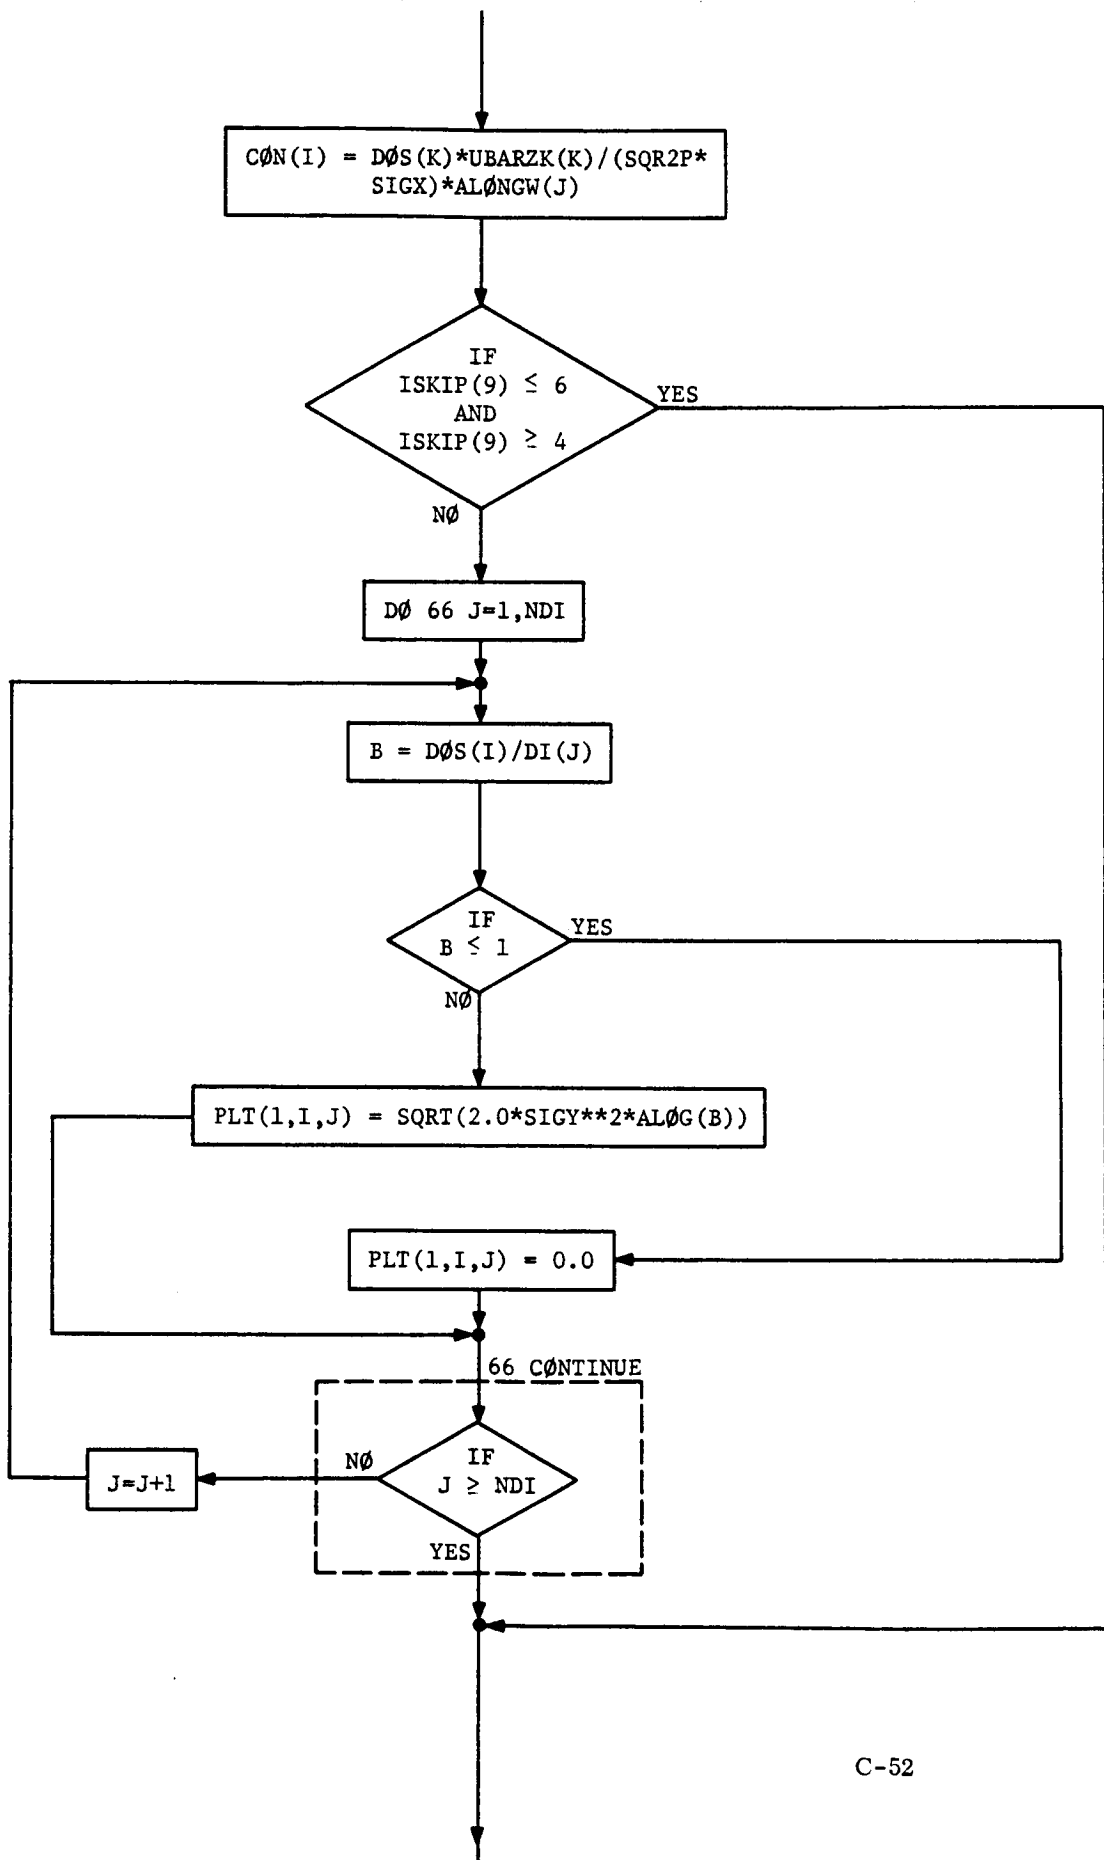 CØN(I) = DØS(K)*UBARZK(K)/(SQR2P*
SIGX)*ALØNGW(J)
IF
ISKIP(9) ≤ 6
AND
ISKIP(9) ≥ 4
YES
NØ
DØ 66 J=1,NDI
B = DØS(I)/DI(J)
IF
B ≤ 1
YES
NØ
PLT(1,I,J) = SQRT(2.0*SIGY**2*ALØG(B))
PLT(1,I,J) = 0.0
66 CØNTINUE
IF
J ≥ NDI
NØ
J=J+1
YES
C-52